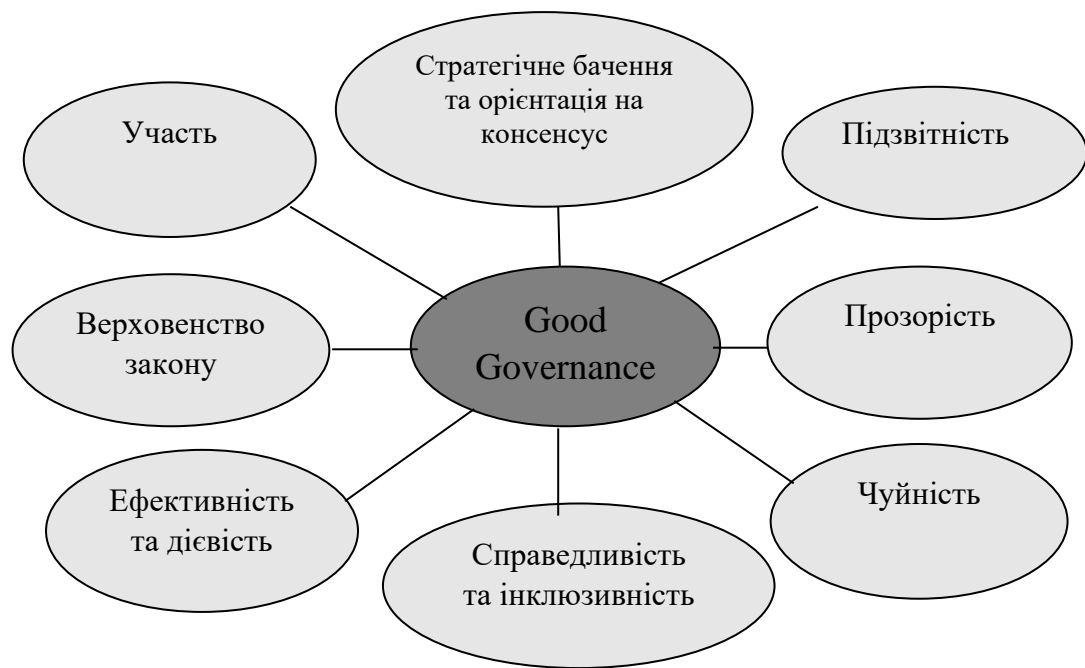 Стратегічне бачення
та орієнтація на
консенсус
Участь
Підзвітність
Верховенство
закону
Good
Governance
Прозорість
Ефективність
та дієвість
Справедливість
та інклюзивність
Чуйність